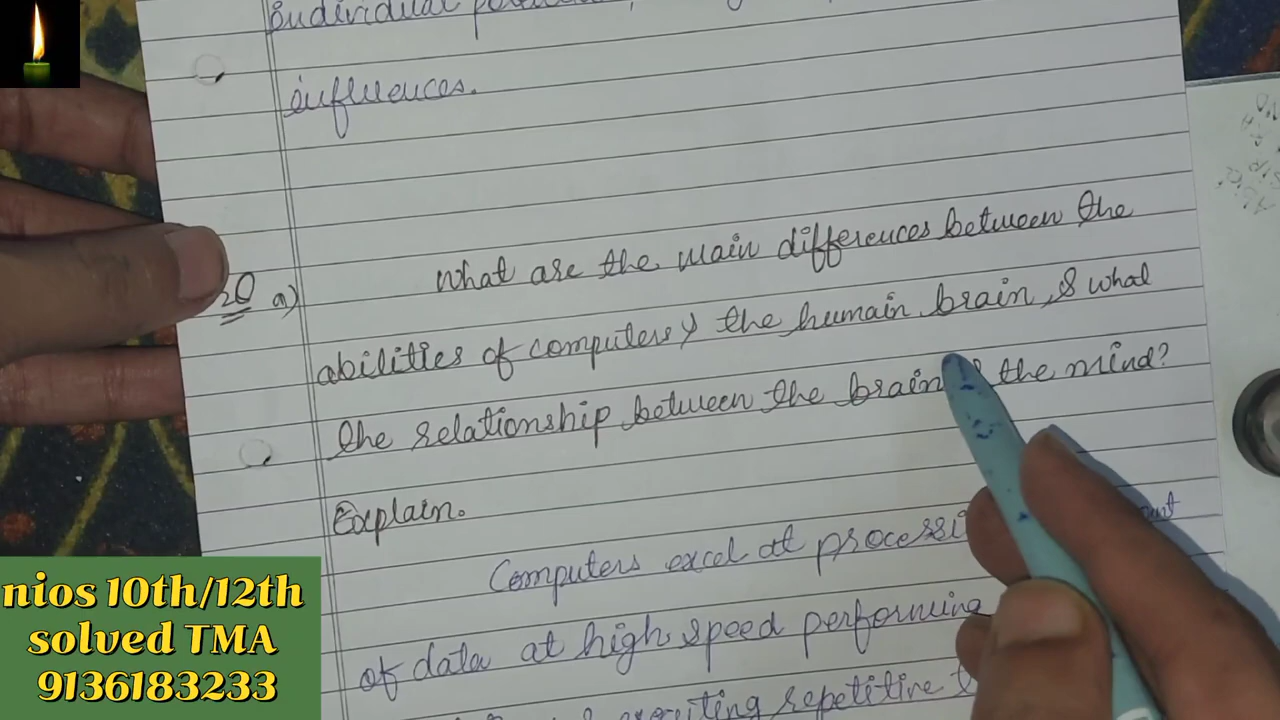 Individual
influences.
20 a) What are the main differences between the
abilities of computers, the human brain, & what
the relationship between the brain & the mind?
Explain.
Computers excel at
of data at high speed performing
repetitive
nios 10th/12th
solved TMA
9136183233